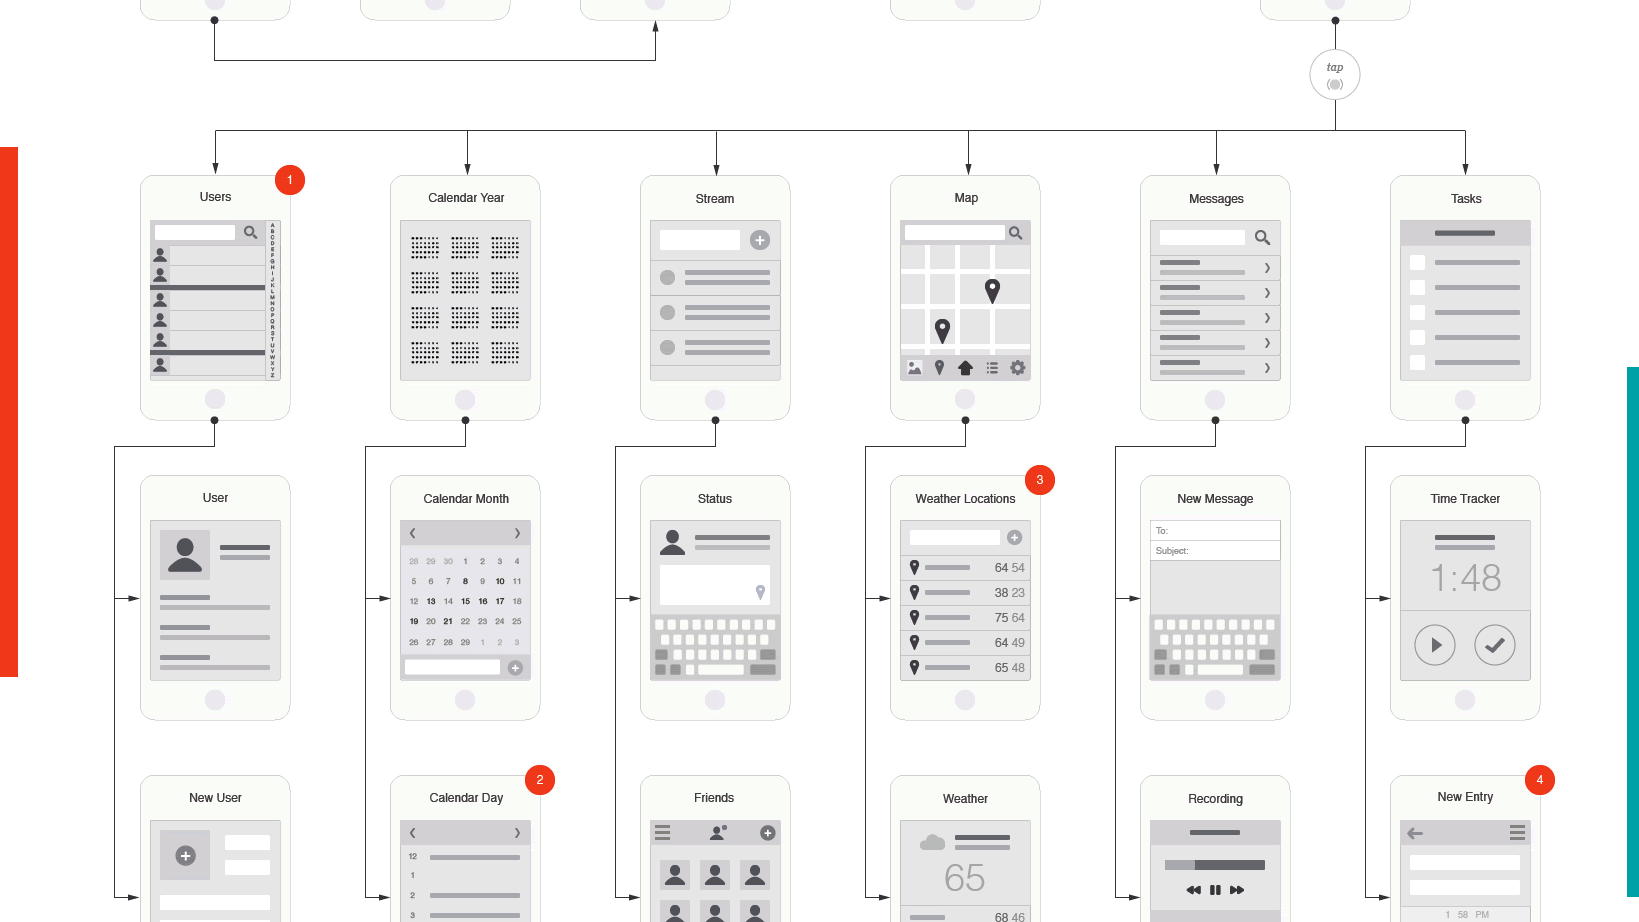 tap
1
Users
Calendar Year
Stream
Map
Messages
Tasks
A
B
C
D
E
F
G
H
I
J
K
L
M
N
O
P
Q
R
S
T
U
V
W
X
Y
Z
User
Calendar Month
28 29 30 1 2 3 4
5 6 7 8 9 10 11
12 13 14 15 16 17 18
19 20 21 22 23 24 25
26 27 28 29 1 2 3
Status
3
Weather Locations
64 54
38 23
75 64
64 49
65 48
New Message
To:
Subject:
Time Tracker
1:48
New User
2
Calendar Day
12
1
2
3
Friends
Weather
65
68 46
Recording
4
New Entry
1 58 PM